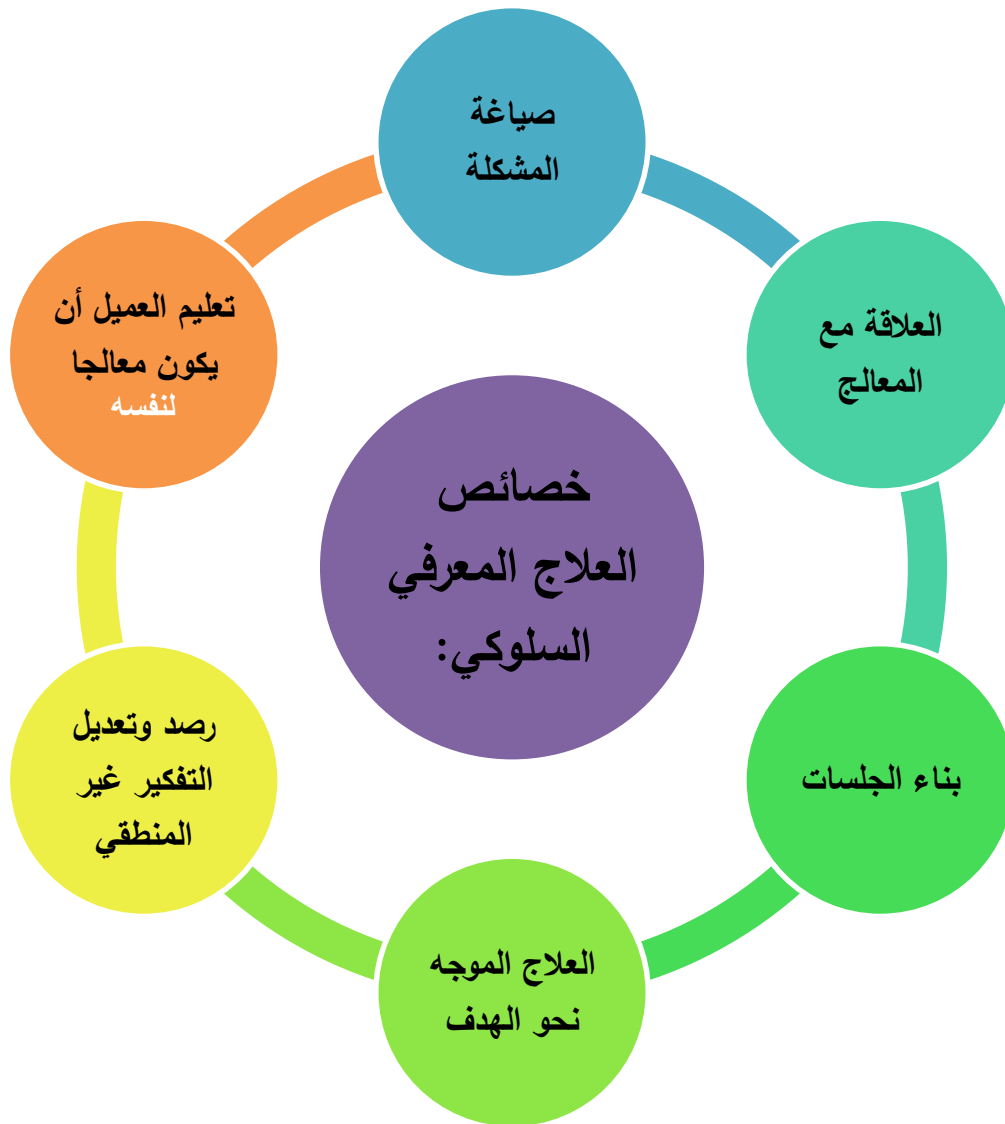 صياغة
المشكلة
العلاقة مع
المعالج
بناء الجلسات
العلاج الموجه
نحو الهدف
رصد وتعديل
التفكير غير
المنطقي
تعليم العميل أن
يكون معالجا
لنفسه
خصائص
العلاج المعرفي
السلوكي: